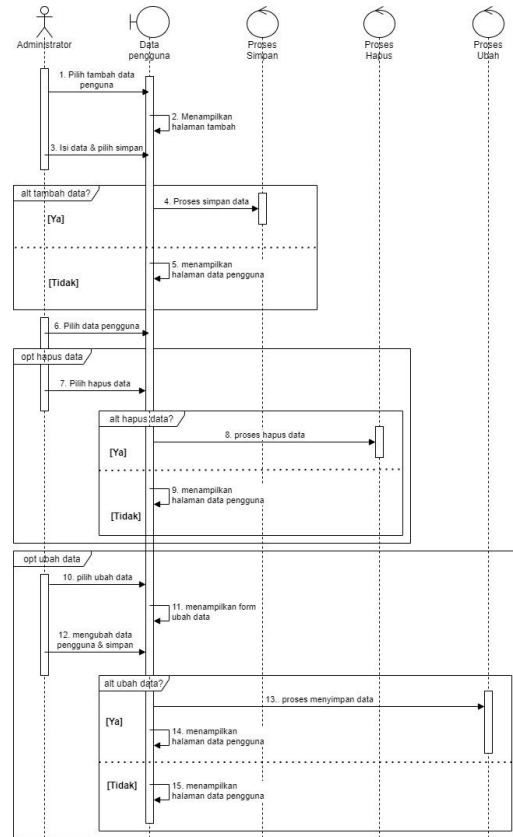 Administrator
Data
pengguna
Proses
Simpan
Proses
Hapus
Proses
Ubah
1. Pilih tambah data
penguna
2. Menampilkan
halaman tambah
3. Isi data & pilih simpan
alt tambah data?
4. Proses simpan data
[Ya]
5. menampilkan
halaman data pengguna
[Tidak]
6. Pilih data pengguna
opt hapus data
7. Pilih hapus data
alt hapus data?
8. proses hapus data
[Ya]
9. menampilkan
halaman data pengguna
[Tidak]
opt ubah data
10. pilih ubah data
11. menampilkan form
ubah data
12. mengubah data
pengguna & simpan
alt ubah data?
13.. proses menyimpan data
[Ya]
14. menampilkan
halaman data pengguna
[Tidak]
15. menampilkan
halaman data pengguna